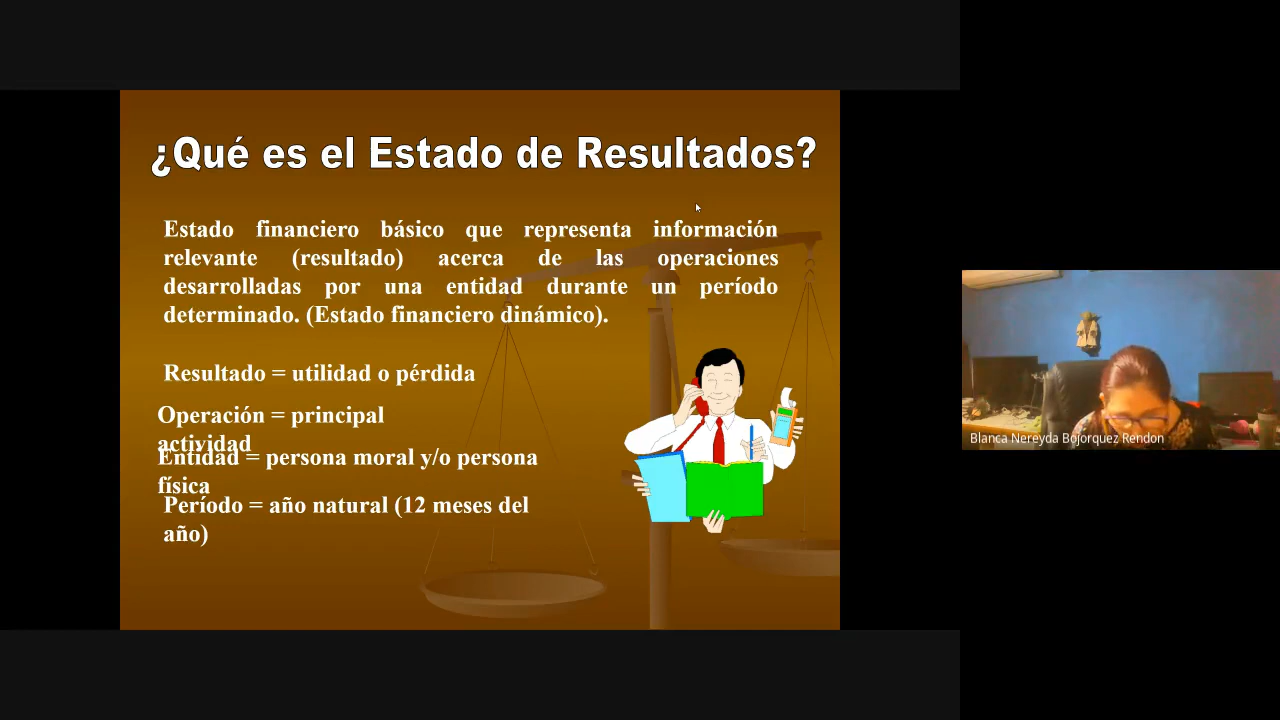 ¿Qué es el Estado de Resultados?
Estado financiero básico que representa información
relevante (resultado) acerca de las operaciones
desarrolladas por una entidad durante un período
determinado. (Estado financiero dinámico).
Resultado = utilidad o pérdida
Operación = principal
actividad
Entidad = persona moral y/o persona
física
Período = año natural (12 meses del
año)
Blanca Nereyda Bojorquez Rendon